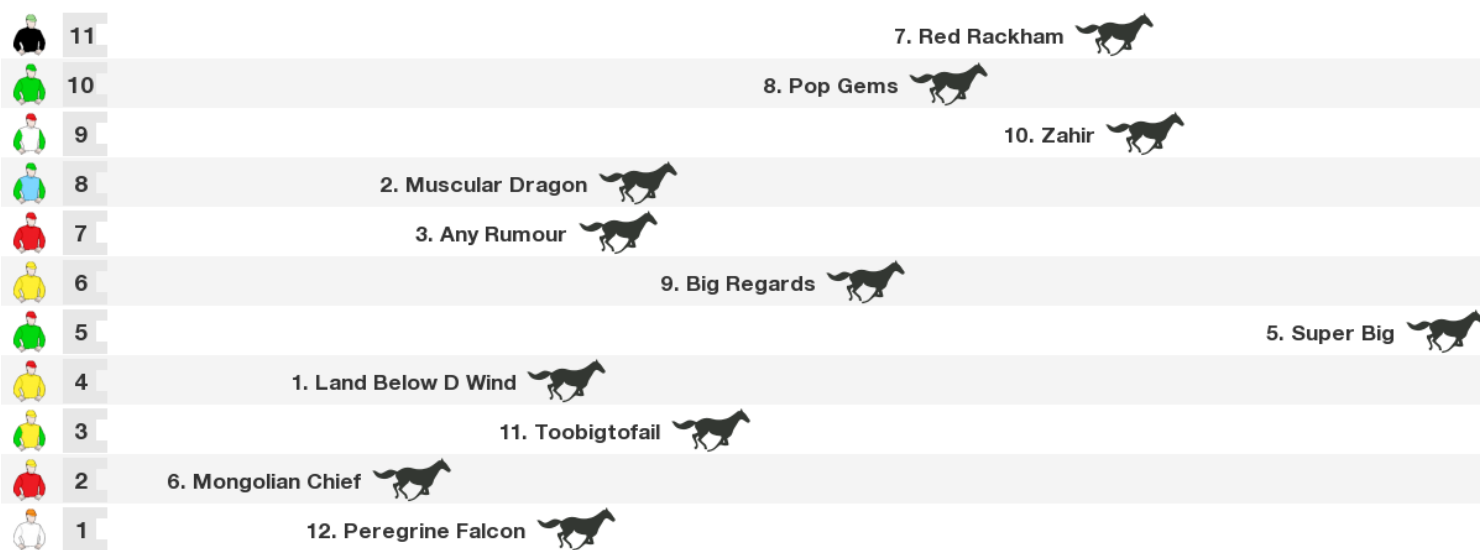 11 7. Red Rackham
10 8. Pop Gems
9 10. Zahir
8 2. Muscular Dragon
7 3. Any Rumour
6 9. Big Regards
5 5. Super Big
4 1. Land Below D Wind
3 11. Toobigtofail
2 6. Mongolian Chief
1 12. Peregrine Falcon